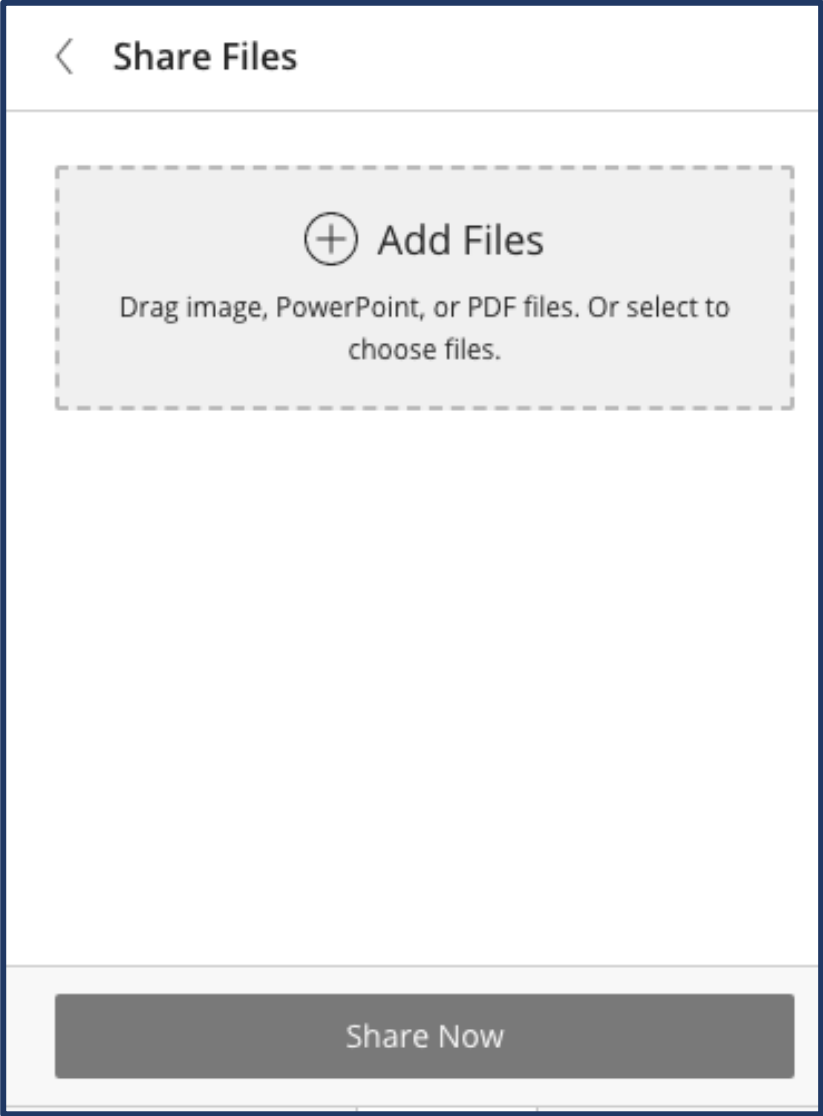 Share Files
Add Files
Drag image, PowerPoint, or PDF files. Or select to
choose files.
Share Now